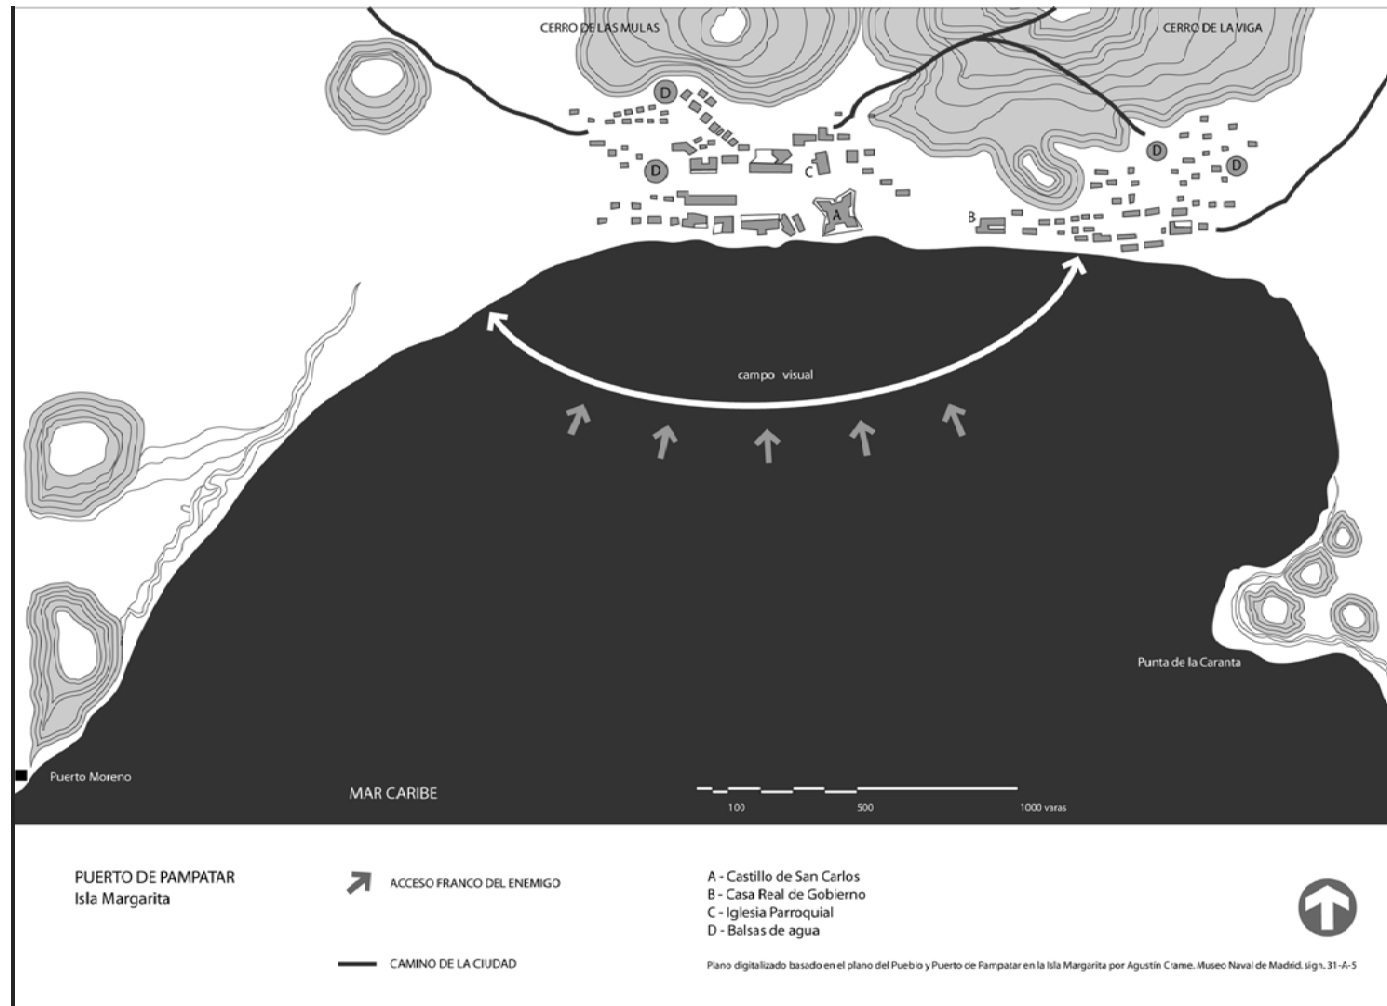 CERRO DE LAS MULAS
CERRO DE LA VIGA
D
D
D
D
C
A
B
campo visual
Punta de la Caranta
Puerto Moreno
MAR CARIBE
100
500
1000 varas
PUERTO DE PAMPATAR
Isla Margarita
ACCESO FRANCO DEL ENEMIGO
CAMINO DE LA CIUDAD
A - Castillo de San Carlos
B - Casa Real de Gobierno
C - Iglesia Parroquial
D - Balsas de agua
Plano digitalizado basado en el plano del Pueblo y Puerto de Pampatar en la Isla Margarita por Agustín Crame. Museo Naval de Madrid. sign. 31-A-5